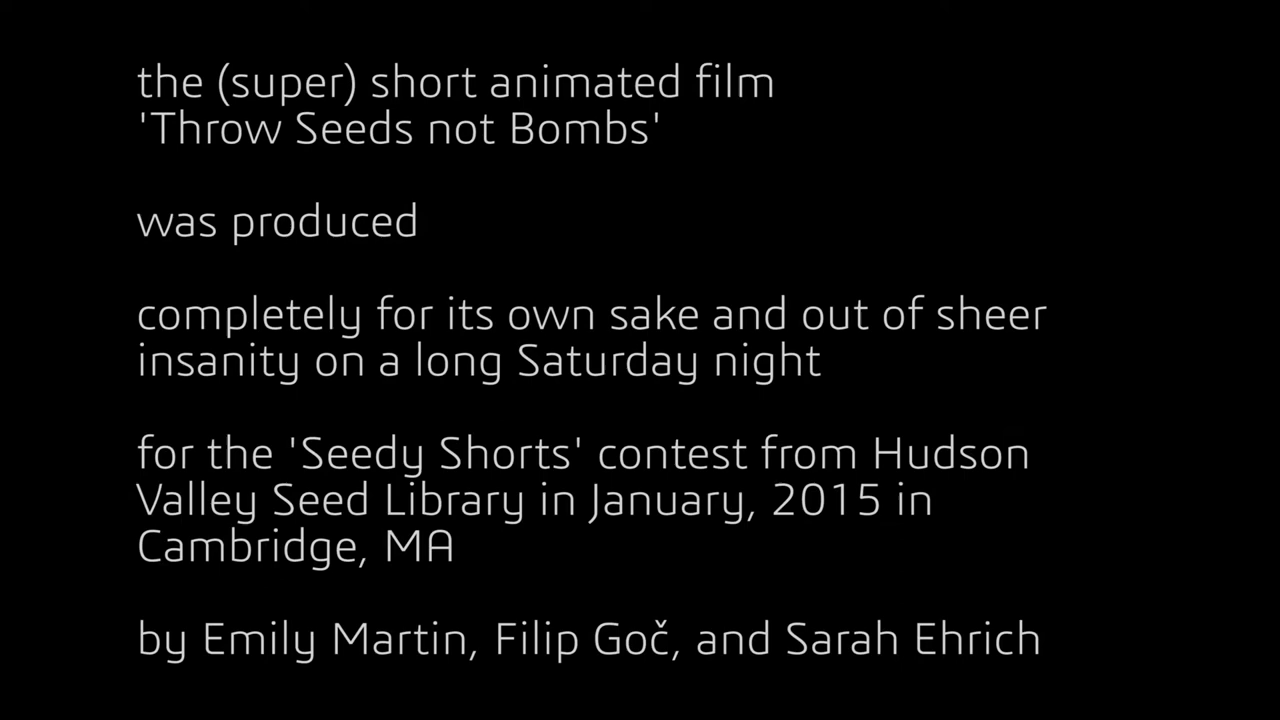 the (super) short animated film
'Throw Seeds not Bombs'
was produced
completely for its own sake and out of sheer
insanity on a long Saturday night
for the 'Seedy Shorts' contest from Hudson
Valley Seed Library in January, 2015 in
Cambridge, MA
by Emily Martin, Filip Goč, and Sarah Ehrich